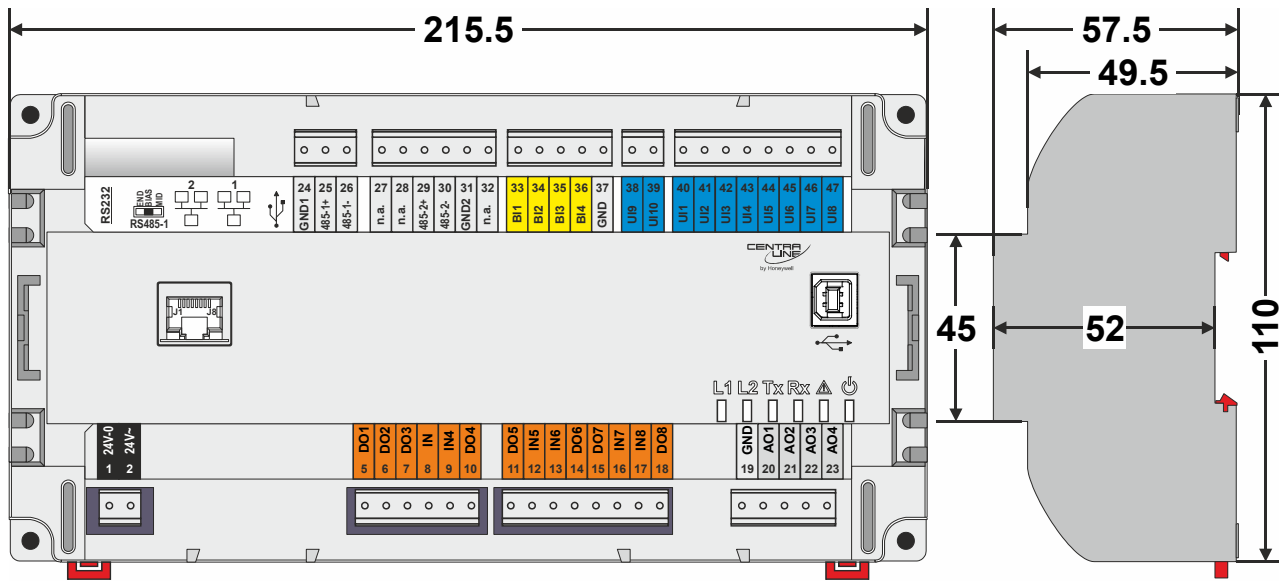 215.5
57.5
49.5
RS232
END
BIAS
MID
RS485-1
2 1
24 25 26 27 28 29 30 31 32 33 34 35 36 37 38 39 40 41 42 43 44 45 46 47
GND1 485-1+ 485-1- n.a. n.a. 485-2+ 485-2- GND2 n.a. BI1 BI2 BI3 BI4 GND UI9 UI10 UI1 UI2 UI3 UI4 UI5 UI6 UI7 UI8
CENTRA
LINE
by Honeywell
J1 J8
45
52
110
L1 L2 Tx Rx
24V-0 24V~ DO1 DO2 DO3 IN IN4 DO4 DO5 IN5 IN6 DO6 DO7 IN7 IN8 DO8 GND AO1 AO2 AO3 AO4
1 2 5 6 7 8 9 10 11 12 13 14 15 16 17 18 19 20 21 22 23